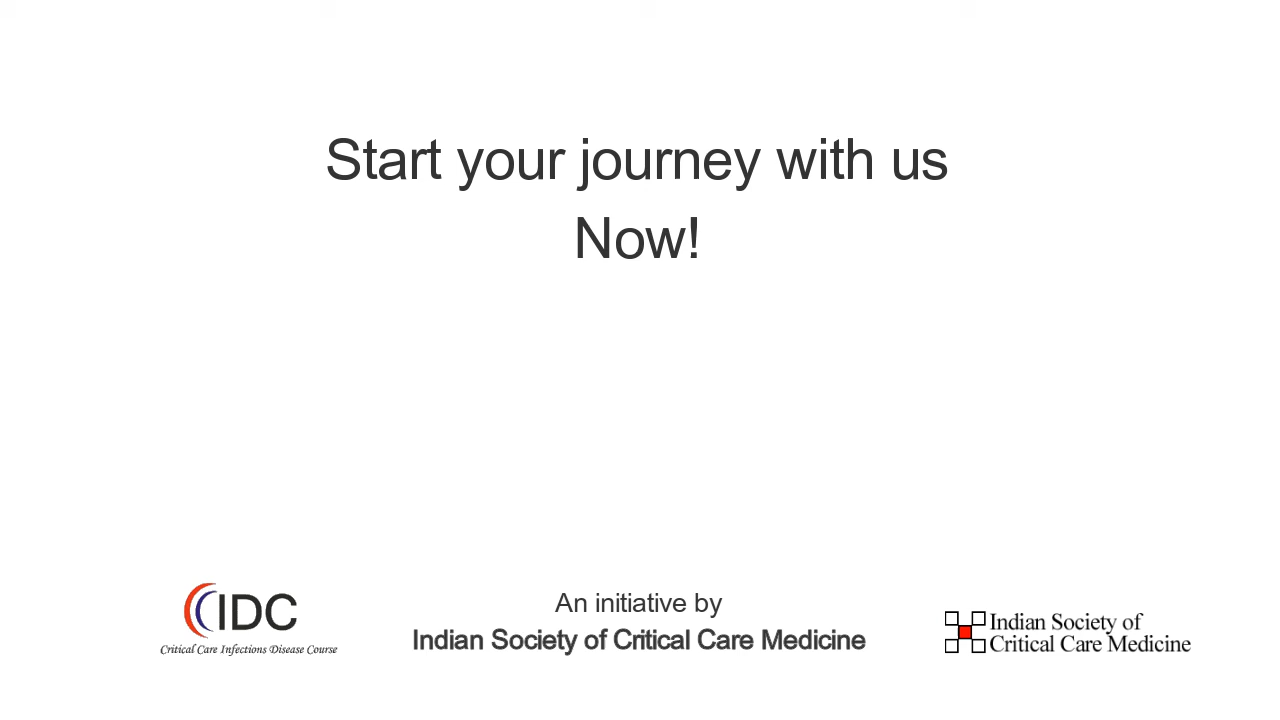 Start your journey with us
Now!
IDC
Critical Care Infections Disease Course
An initiative by
Indian Society of Critical Care Medicine
Indian Society of
Critical Care Medicine